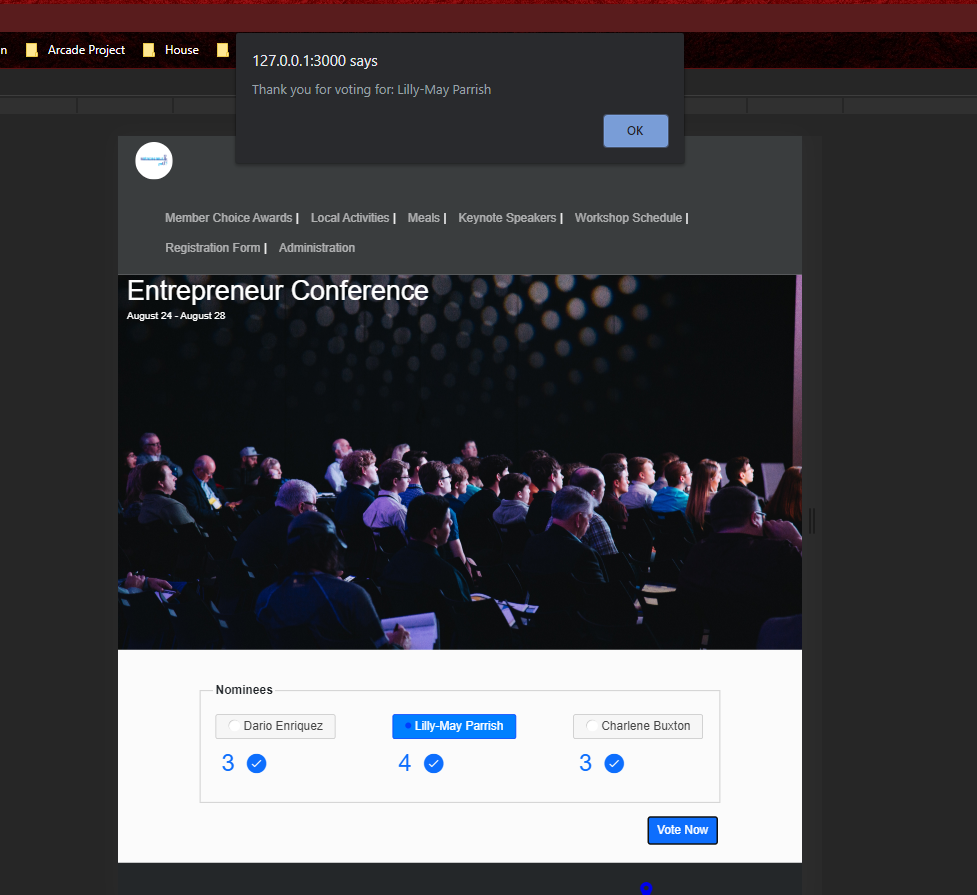 n Arcade Project House
127.0.0.1:3000 says
Thank you for voting for: Lilly-May Parrish
OK
Member Choice Awards | Local Activities | Meals | Keynote Speakers | Workshop Schedule |
Registration Form | Administration
Entrepreneur Conference
August 24 - August 28
Nominees
Dario Enriquez Lilly-May Parrish Charlene Buxton
3 4 3
Vote Now